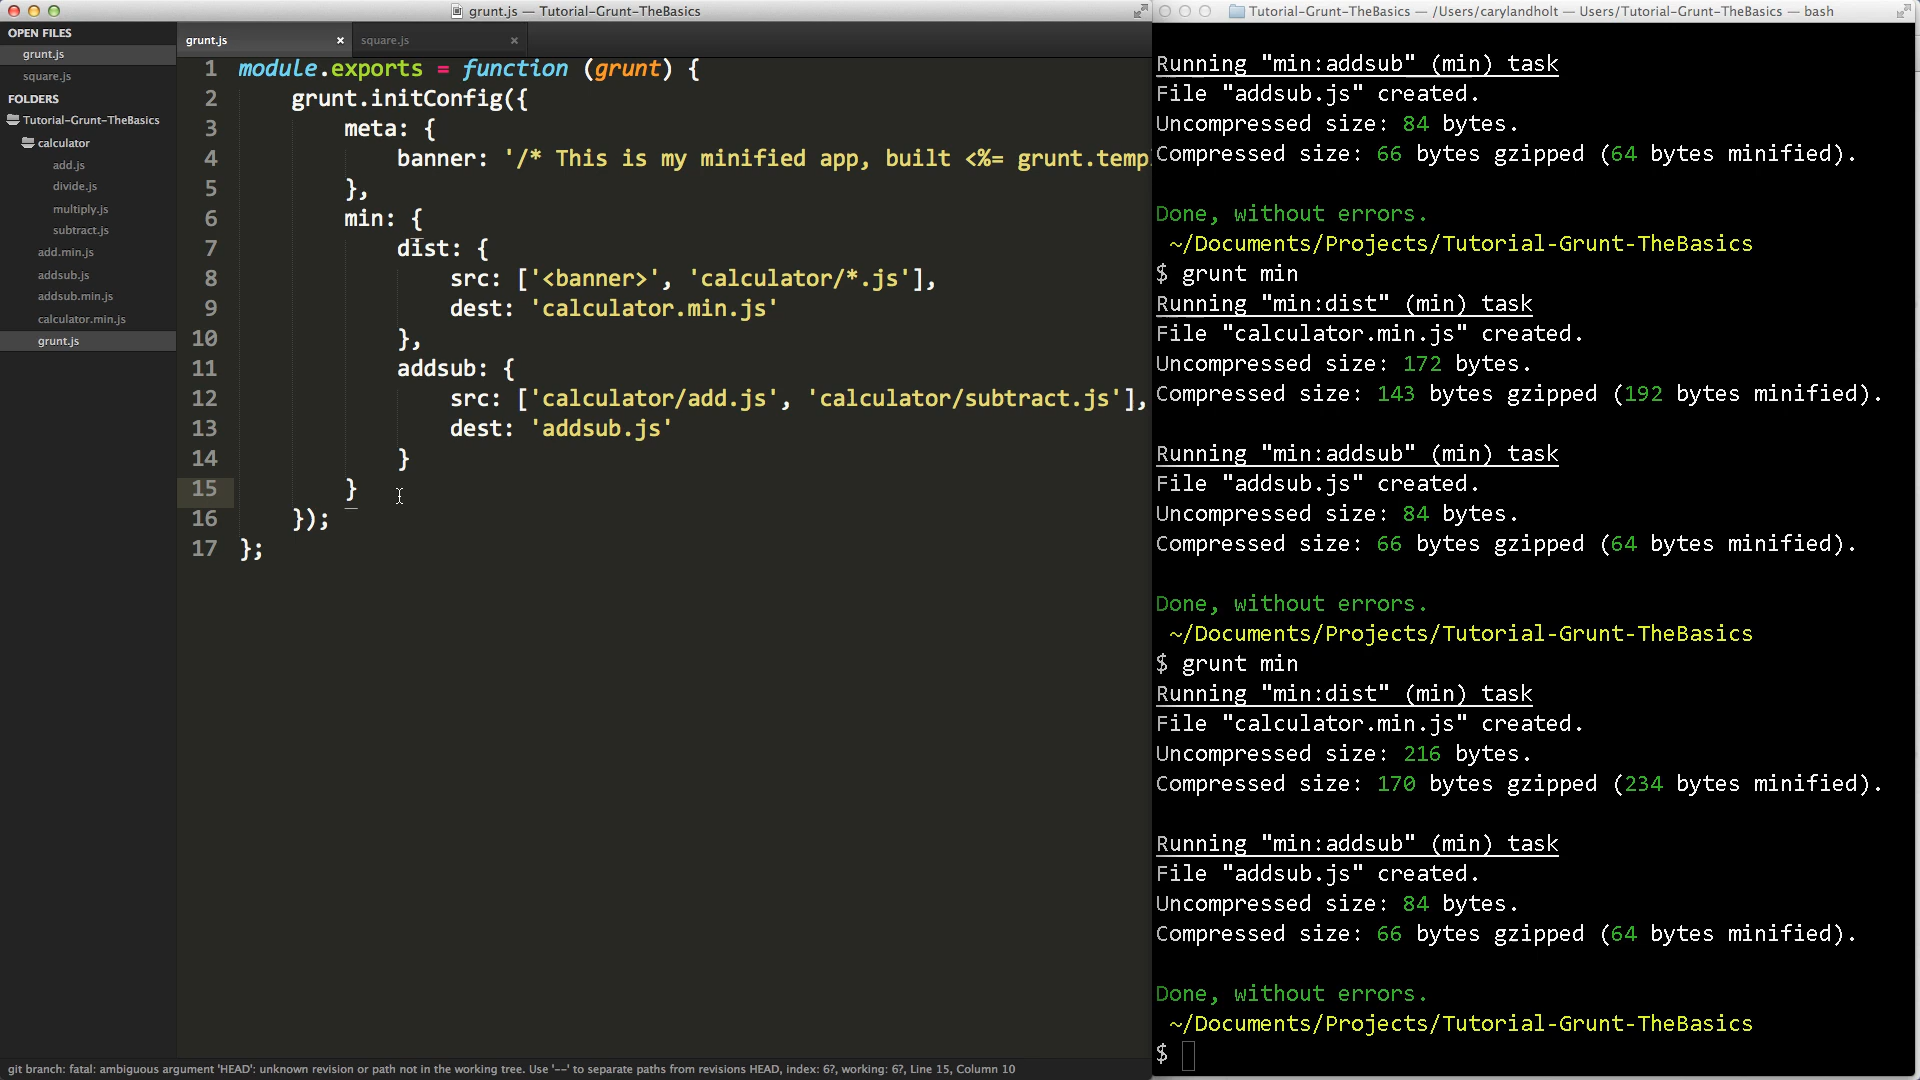 grunt.js — Tutorial-Grunt-TheBasics
OPEN FILES
grunt.js
square.js
FOLDERS
Tutorial-Grunt-TheBasics
calculator
add.js
divide.js
multiply.js
subtract.js
add.min.js
addsub.js
addsub.min.js
calculator.min.js
grunt.js
grunt.js ×
square.js ×
1 module.exports = function (grunt) {
2 grunt.initConfig({
3 meta: {
4 banner: '/* This is my minified app, built <%= grunt.temp
5 },
6 min: {
7 dist: {
8 src: ['<banner>', 'calculator/*.js'],
9 dest: 'calculator.min.js'
10 },
11 addsub: {
12 src: ['calculator/add.js', 'calculator/subtract.js'],
13 dest: 'addsub.js'
14 }
15 }
16 });
17 };
git branch: fatal: ambiguous argument 'HEAD': unknown revision or path not in the working tree. Use '--' to separate paths from revisions HEAD, index: 6?, working: 6?, Line 15, Column 10
Tutorial-Grunt-TheBasics — /Users/carylandholt — Users/Tutorial-Grunt-TheBasics — bash
Running "min:addsub" (min) task
File "addsub.js" created.
Uncompressed size: 84 bytes.
Compressed size: 66 bytes gzipped (64 bytes minified).
Done, without errors.
~/Documents/Projects/Tutorial-Grunt-TheBasics
$ grunt min
Running "min:dist" (min) task
File "calculator.min.js" created.
Uncompressed size: 172 bytes.
Compressed size: 143 bytes gzipped (192 bytes minified).
Running "min:addsub" (min) task
File "addsub.js" created.
Uncompressed size: 84 bytes.
Compressed size: 66 bytes gzipped (64 bytes minified).
Done, without errors.
~/Documents/Projects/Tutorial-Grunt-TheBasics
$ grunt min
Running "min:dist" (min) task
File "calculator.min.js" created.
Uncompressed size: 216 bytes.
Compressed size: 170 bytes gzipped (234 bytes minified).
Running "min:addsub" (min) task
File "addsub.js" created.
Uncompressed size: 84 bytes.
Compressed size: 66 bytes gzipped (64 bytes minified).
Done, without errors.
~/Documents/Projects/Tutorial-Grunt-TheBasics
$